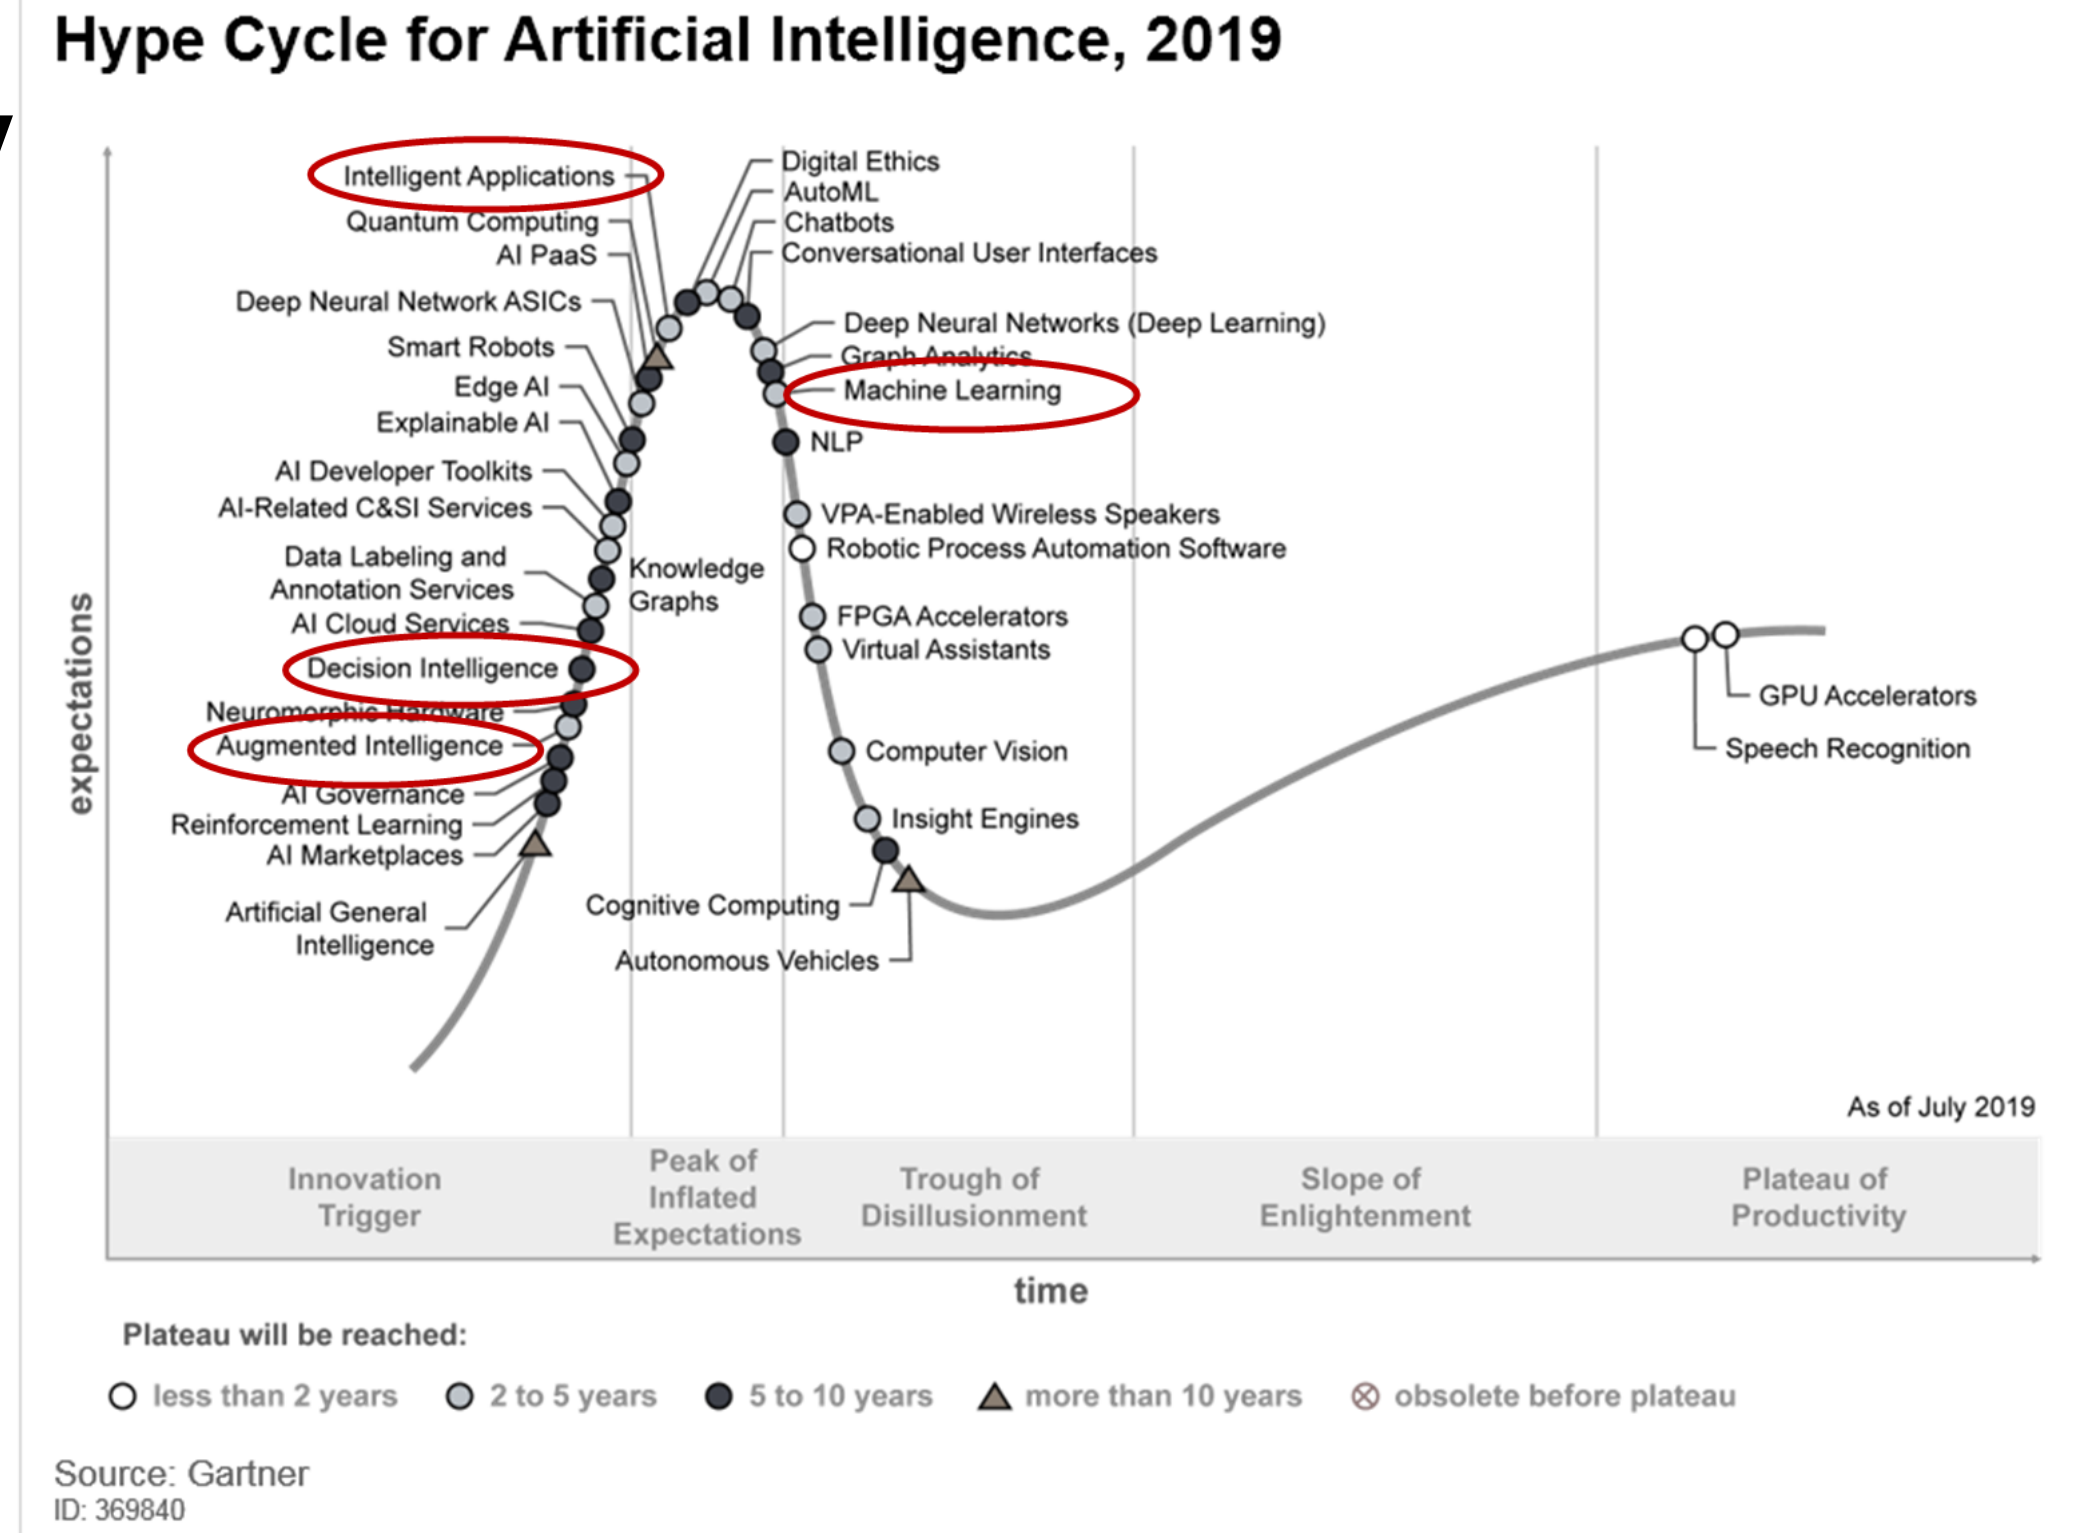 Hype Cycle for Artificial Intelligence, 2019
Intelligent Applications
Quantum Computing
AI PaaS
Deep Neural Network ASICs
Smart Robots
Edge AI
Explainable AI
AI Developer Toolkits
AI-Related C&SI Services
Data Labeling and
Annotation Services
AI Cloud Services
Decision Intelligence
Neuromorphic Hardware
Augmented Intelligence
AI Governance
Reinforcement Learning
AI Marketplaces
Artificial General
Intelligence
Knowledge
Graphs
Digital Ethics
AutoML
Chatbots
Conversational User Interfaces
Deep Neural Networks (Deep Learning)
Graph Analytics
Machine Learning
NLP
VPA-Enabled Wireless Speakers
Robotic Process Automation Software
FPGA Accelerators
Virtual Assistants
Computer Vision
Insight Engines
Cognitive Computing
Autonomous Vehicles
GPU Accelerators
Speech Recognition
expectations
As of July 2019
Innovation
Trigger
Peak of
Inflated
Expectations
Trough of
Disillusionment
Slope of
Enlightenment
Plateau of
Productivity
time
Plateau will be reached:
less than 2 years
2 to 5 years
5 to 10 years
more than 10 years
obsolete before plateau
Source: Gartner
ID: 369840